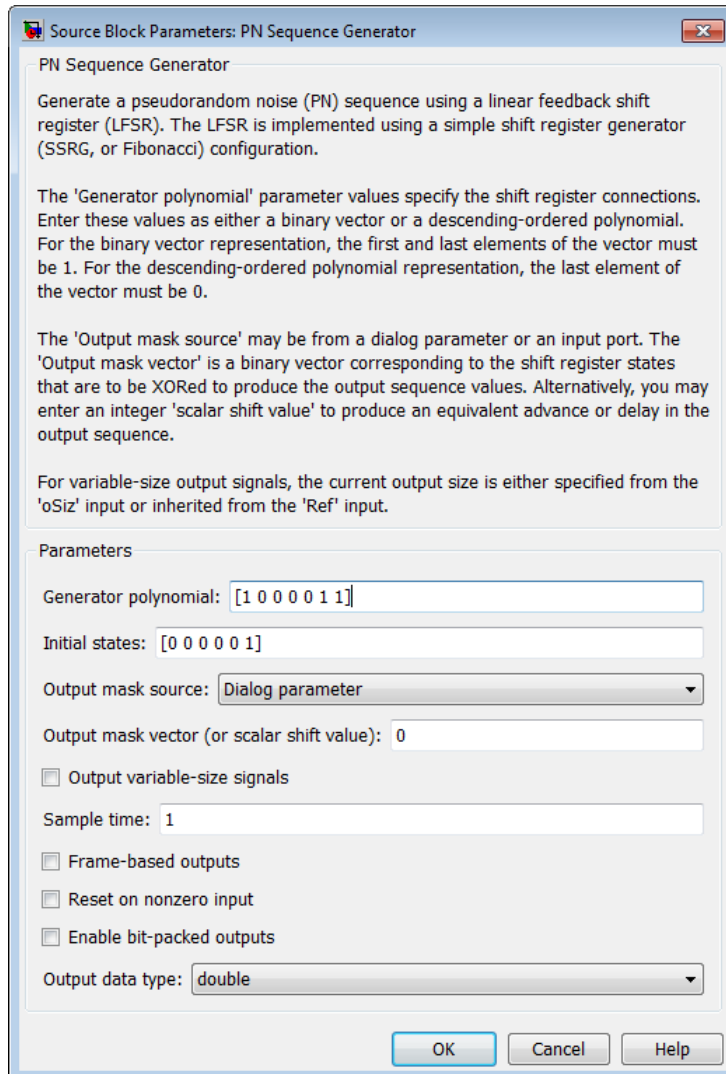 Source Block Parameters: PN Sequence Generator
PN Sequence Generator
Generate a pseudorandom noise (PN) sequence using a linear feedback shift
register (LFSR). The LFSR is implemented using a simple shift register generator
(SSRG, or Fibonacci) configuration.
The 'Generator polynomial' parameter values specify the shift register connections.
Enter these values as either a binary vector or a descending-ordered polynomial.
For the binary vector representation, the first and last elements of the vector must
be 1. For the descending-ordered polynomial representation, the last element of
the vector must be 0.
The 'Output mask source' may be from a dialog parameter or an input port. The
'Output mask vector' is a binary vector corresponding to the shift register states
that are to be XORed to produce the output sequence values. Alternatively, you may
enter an integer 'scalar shift value' to produce an equivalent advance or delay in the
output sequence.
For variable-size output signals, the current output size is either specified from the
'oSiz' input or inherited from the 'Ref' input.
Parameters
Generator polynomial: [1 0 0 0 0 1 1]
Initial states: [0 0 0 0 0 1]
Output mask source: Dialog parameter
Output mask vector (or scalar shift value): 0
Output variable-size signals
Sample time: 1
Frame-based outputs
Reset on nonzero input
Enable bit-packed outputs
Output data type: double
OK Cancel Help